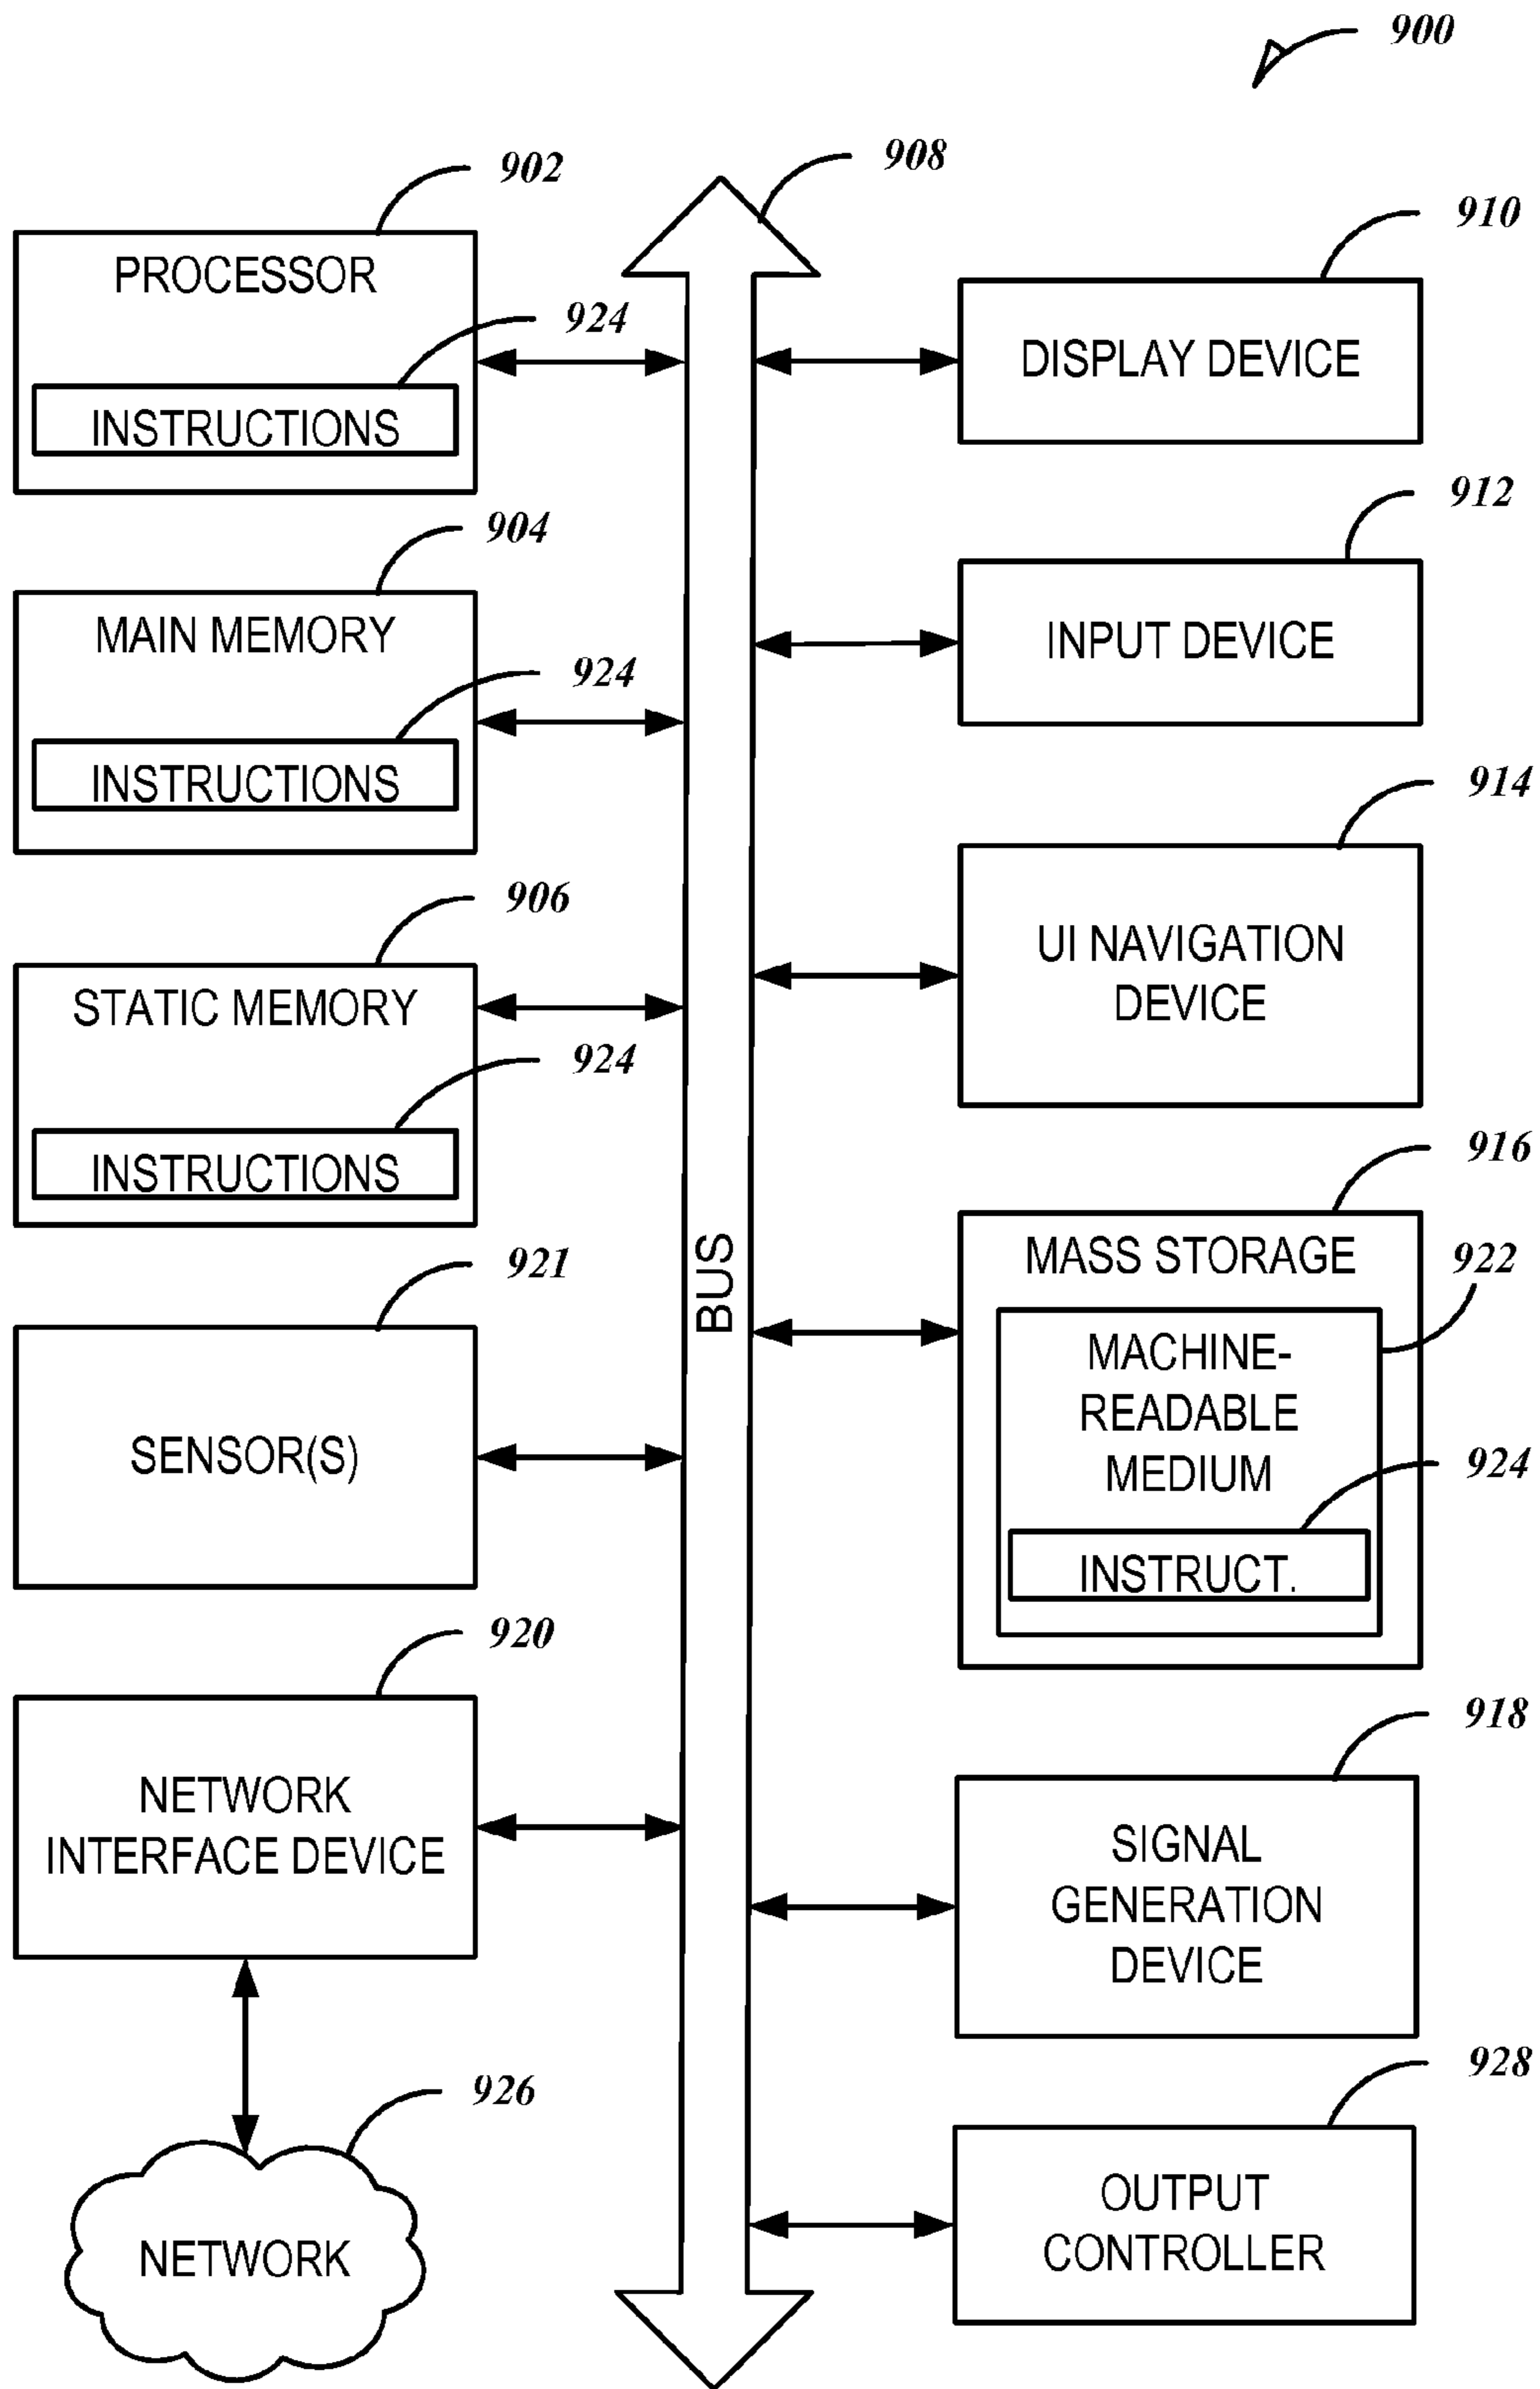 900
908
902
PROCESSOR
924
INSTRUCTIONS
904
MAIN MEMORY
924
INSTRUCTIONS
906
STATIC MEMORY
924
INSTRUCTIONS
921
SENSOR(S)
920
NETWORK
INTERFACE DEVICE
926
NETWORK
BUS
910
DISPLAY DEVICE
912
INPUT DEVICE
914
UI NAVIGATION
DEVICE
916
MASS STORAGE
922
MACHINE-
READABLE
MEDIUM
924
INSTRUCT.
918
SIGNAL
GENERATION
DEVICE
928
OUTPUT
CONTROLLER